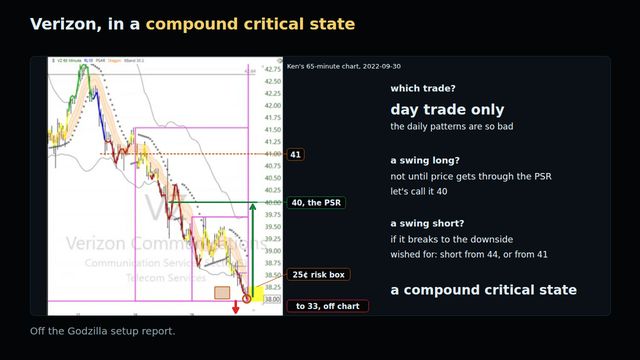 Verizon, in a compound critical state
Ken's 65-minute chart, 2022-09-30
which trade?
day trade only
the daily patterns are so bad
a swing long?
not until price gets through the PSR
let's call it 40
a swing short?
if it breaks to the downside
wished for: short from 44, or from 41
a compound critical state
41
40, the PSR
25¢ risk box
to 33, off chart
42.75
42.50
42.25
42.00
41.75
41.50
41.25
41.00
40.75
40.50
40.25
40.00
39.75
39.50
39.25
39.00
38.75
38.50
38.25
38.00
Verizon Communications
Communication Services
Telecom Services
Off the Godzilla setup report.